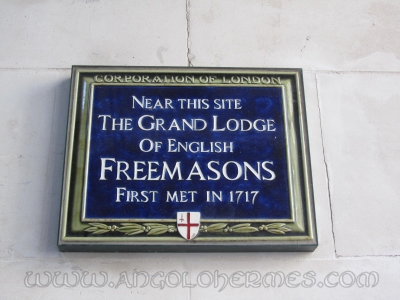 CORPORATION OF LONDON
NEAR THIS SITE
THE GRAND LODGE
OF ENGLISH
FREEMASONS
FIRST MET IN 1717
WWW.ANGOLOHERMES.COM